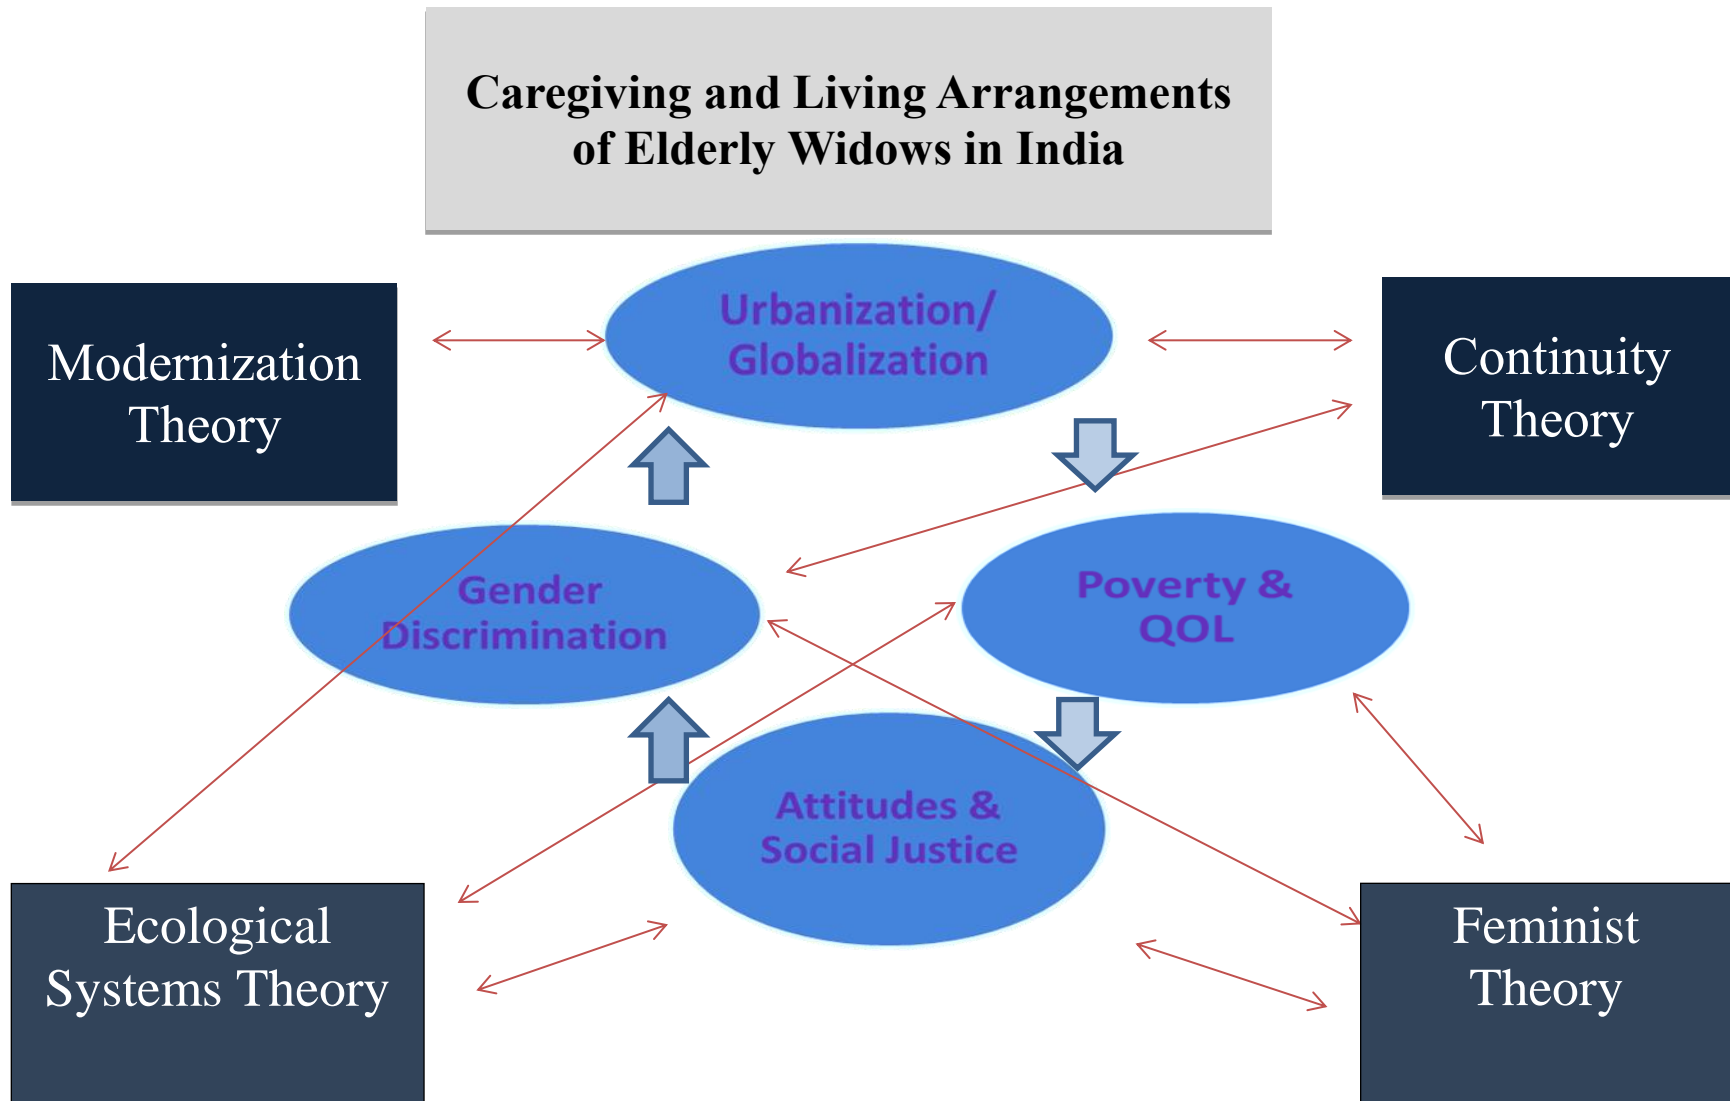 Caregiving and Living Arrangements
of Elderly Widows in India
Urbanization/
Globalization
Modernization
Theory
Continuity
Theory
Gender
Discrimination
Poverty &
QOL
Attitudes &
Social Justice
Ecological
Systems Theory
Feminist
Theory